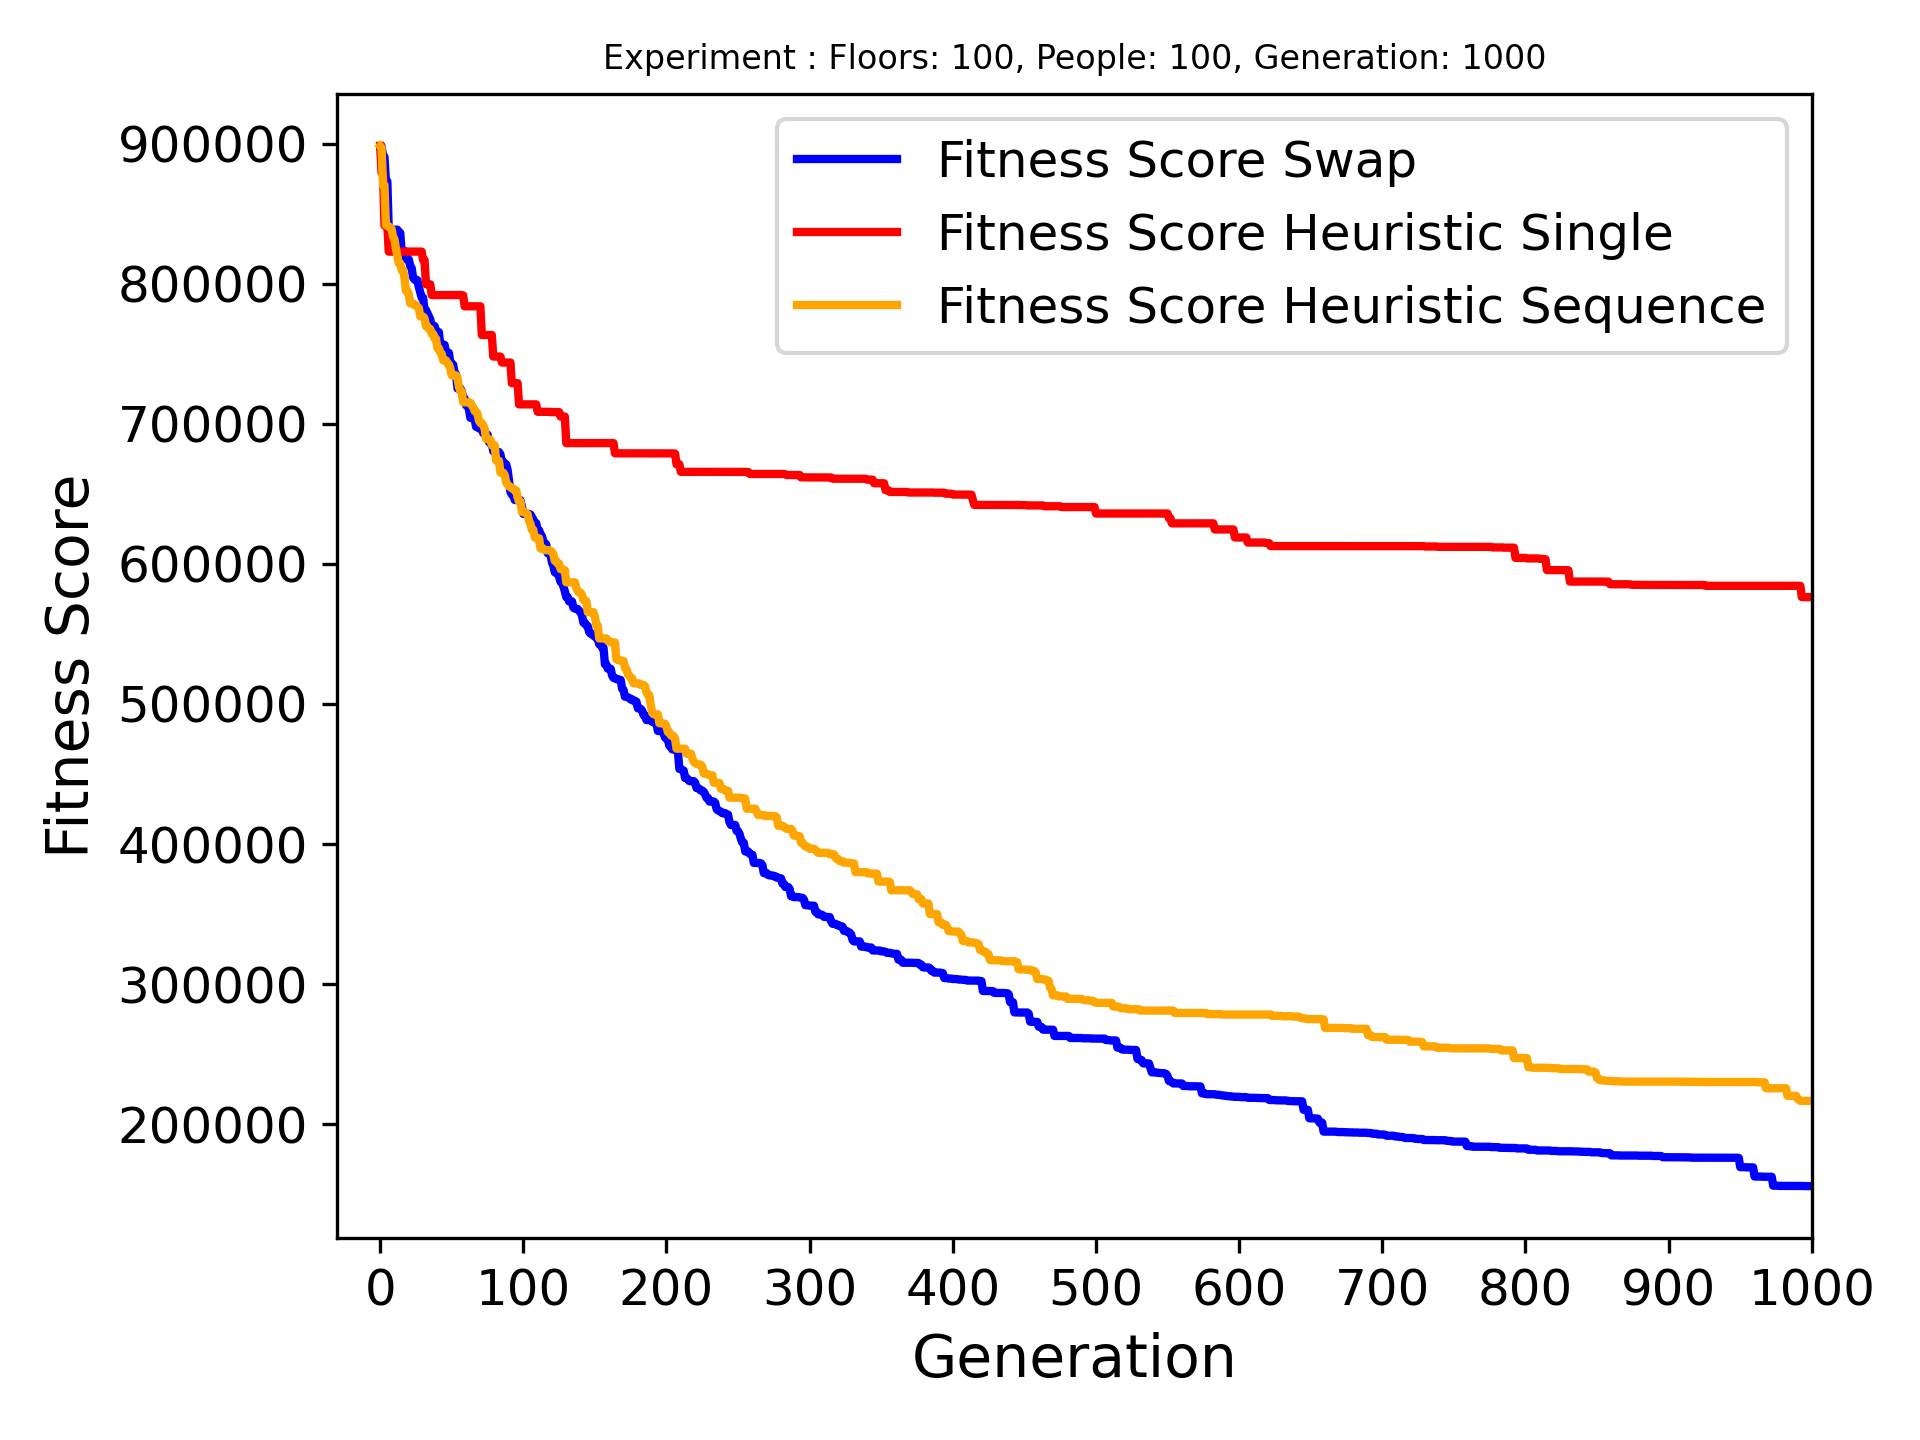 Experiment : Floors: 100, People: 100, Generation: 1000
Fitness Score Swap
Fitness Score Heuristic Single
Fitness Score Heuristic Sequence
Fitness Score
900000
800000
700000
600000
500000
400000
300000
200000
0 100 200 300 400 500 600 700 800 900 1000
Generation